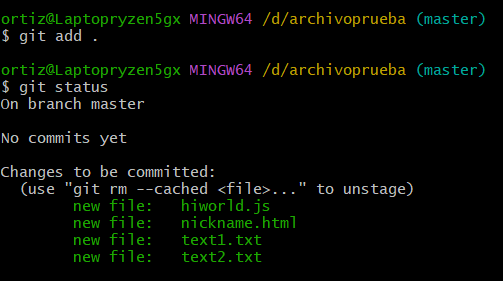 ortiz@Laptopryzen5gx MINGW64 /d/archivoprueba (master)
$ git add .

ortiz@Laptopryzen5gx MINGW64 /d/archivoprueba (master)
$ git status
On branch master

No commits yet

Changes to be committed:
  (use "git rm --cached <file>..." to unstage)
        new file:   hiworld.js
        new file:   nickname.html
        new file:   text1.txt
        new file:   text2.txt